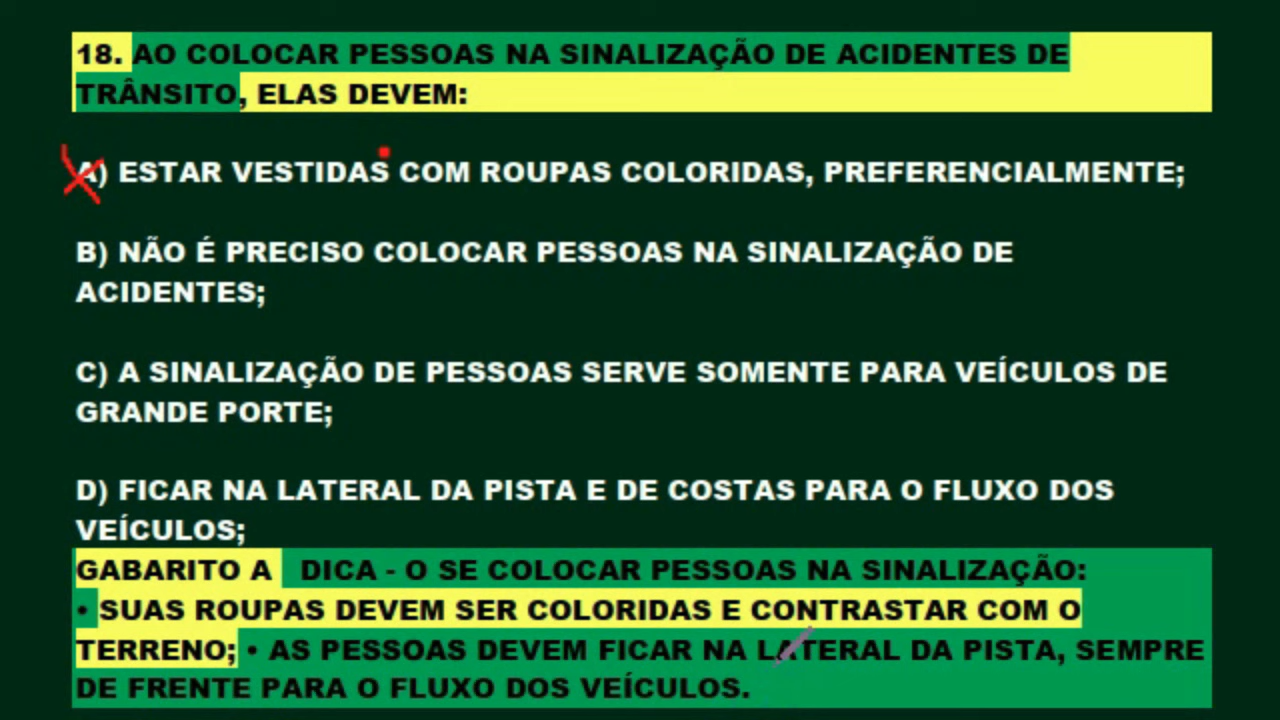 18. AO COLOCAR PESSOAS NA SINALIZAÇÃO DE ACIDENTES DE
TRÂNSITO, ELAS DEVEM:
A) ESTAR VESTIDAS COM ROUPAS COLORIDAS, PREFERENCIALMENTE;
B) NÃO É PRECISO COLOCAR PESSOAS NA SINALIZAÇÃO DE
ACIDENTES;
C) A SINALIZAÇÃO DE PESSOAS SERVE SOMENTE PARA VEÍCULOS DE
GRANDE PORTE;
D) FICAR NA LATERAL DA PISTA E DE COSTAS PARA O FLUXO DOS
VEÍCULOS;
GABARITO A DICA - O SE COLOCAR PESSOAS NA SINALIZAÇÃO:
• SUAS ROUPAS DEVEM SER COLORIDAS E CONTRASTAR COM O
TERRENO; • AS PESSOAS DEVEM FICAR NA LATERAL DA PISTA, SEMPRE
DE FRENTE PARA O FLUXO DOS VEÍCULOS.